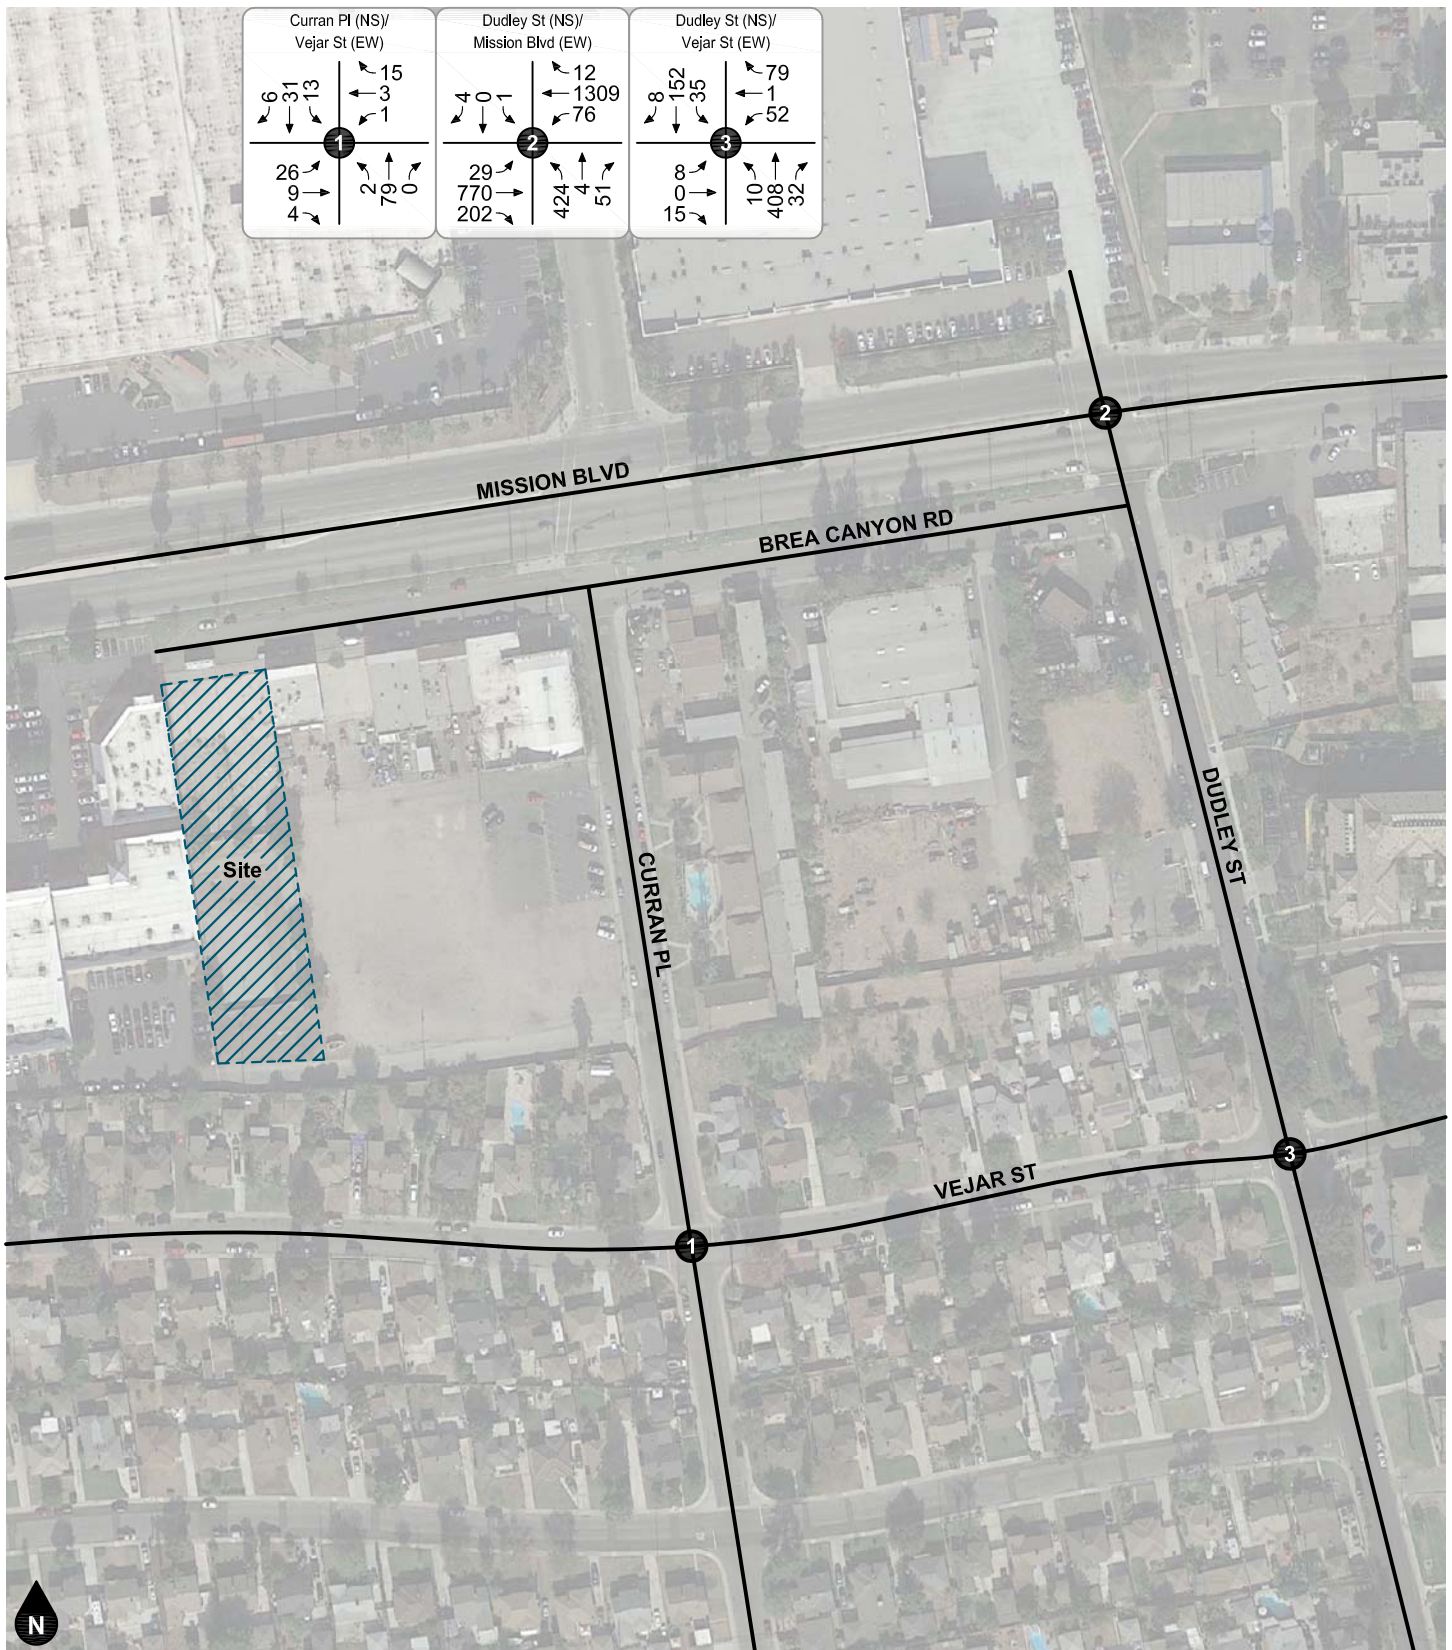 Curran Pl (NS)/
Vejar St (EW)
6 31 13
15
3
1
1
26
9
4
2 79 0
Dudley St (NS)/
Mission Blvd (EW)
4 0 1
12
1309
76
2
29
770
202
424 4 51
Dudley St (NS)/
Vejar St (EW)
8 152 35
79
1
52
3
8
0
15
10 408 32
2
MISSION BLVD
BREA CANYON RD
DUDLEY ST
Site
CURRAN PL
3
VEJAR ST
1
N